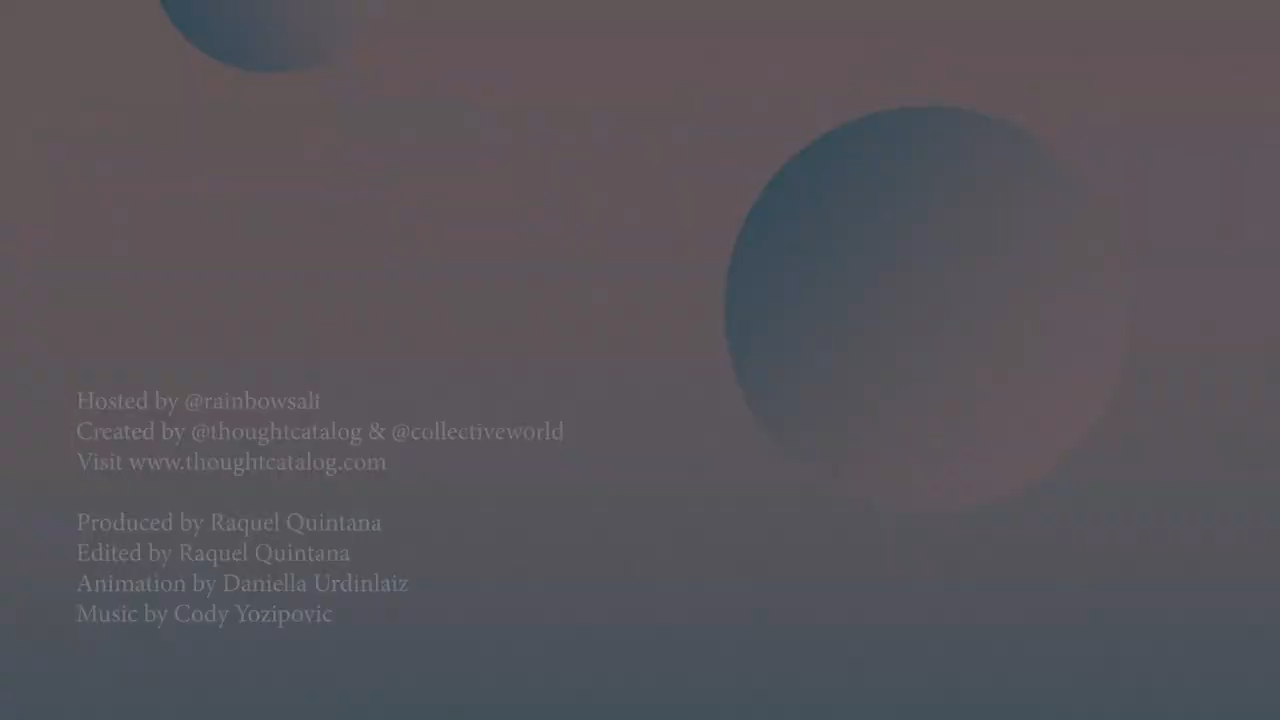 Hosted by @rainbowsalt
Created by @thoughtcatalog & @collectiveworld
Visit www.thoughtcatalog.com
Produced by Raquel Quintana
Edited by Raquel Quintana
Animation by Daniella Urdinlaiz
Music by Cody Yozipovic